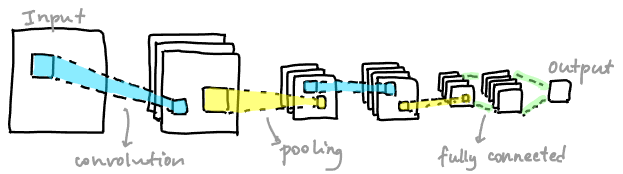 Input
output
convolution
pooling
fully connected